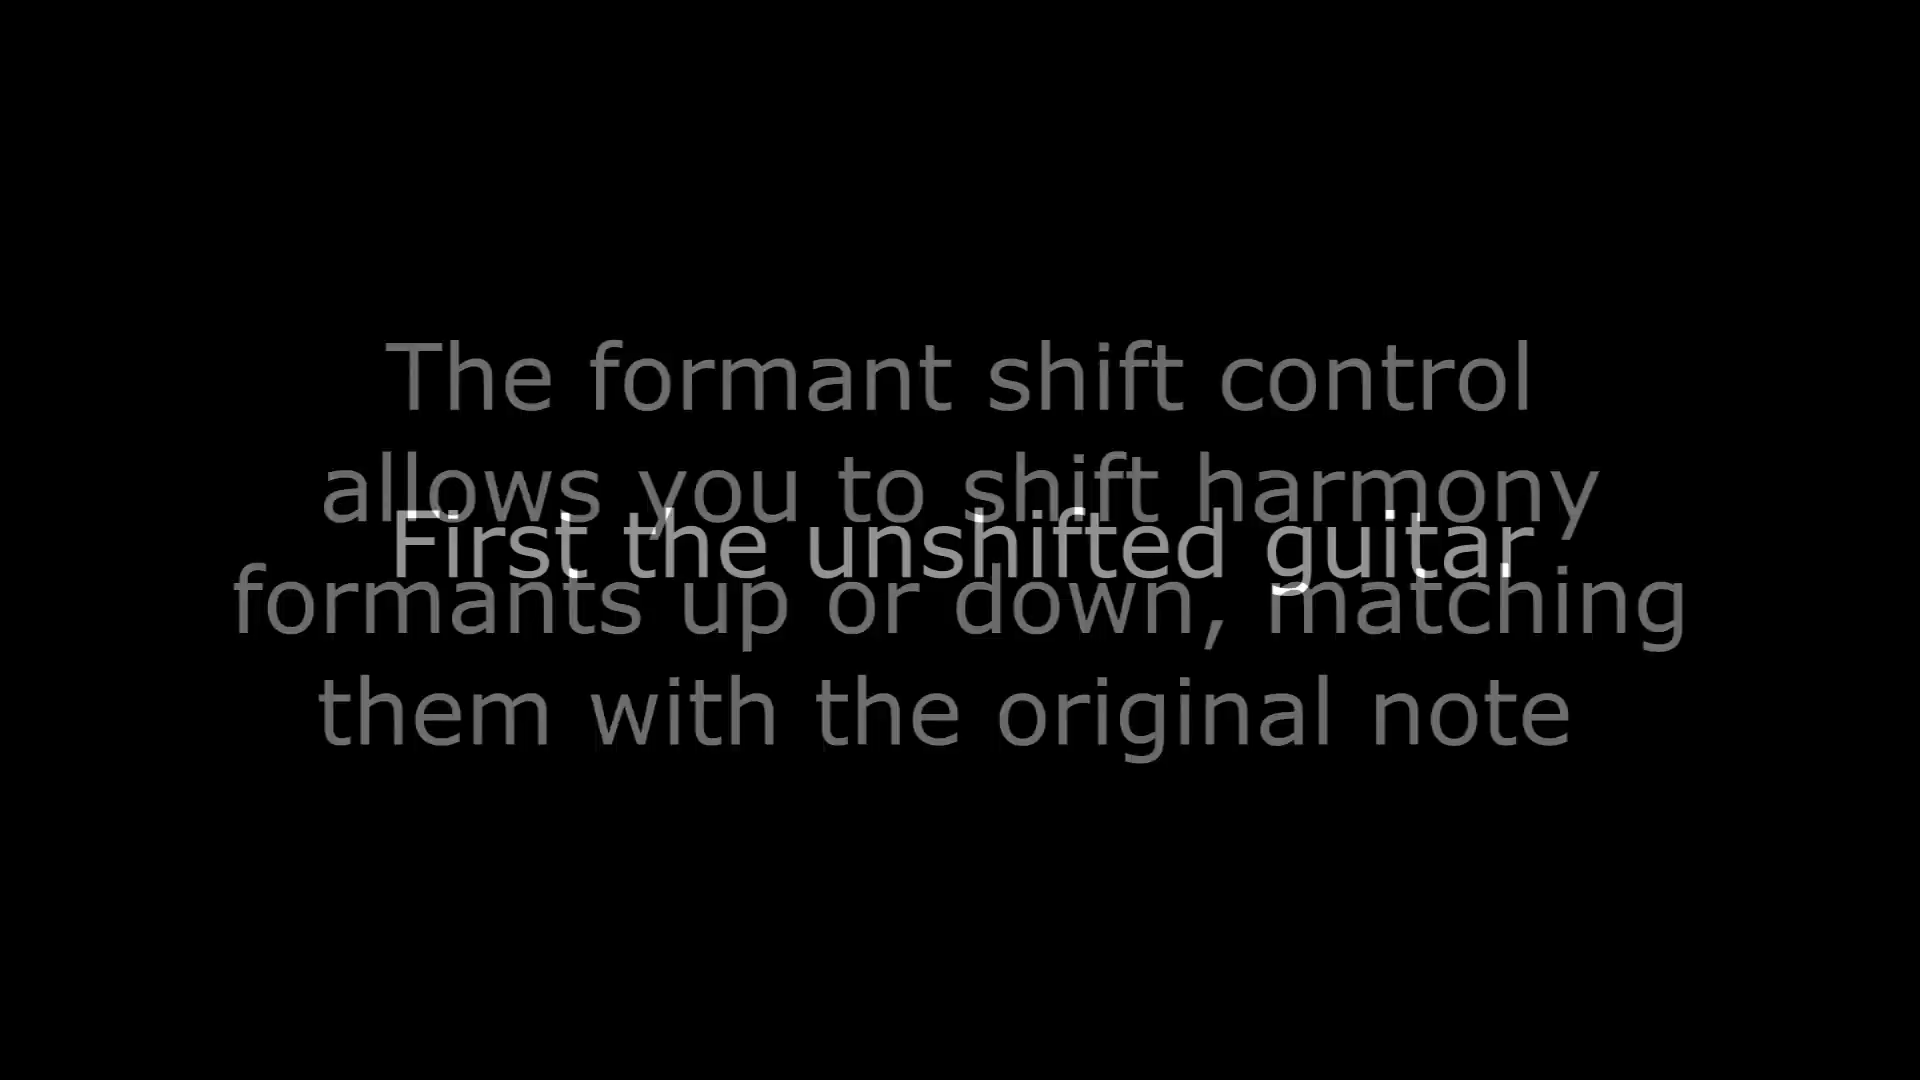 The formant shift control
allows you to shift harmony
First the unshifted guitar
formants up or down, matching
them with the original note